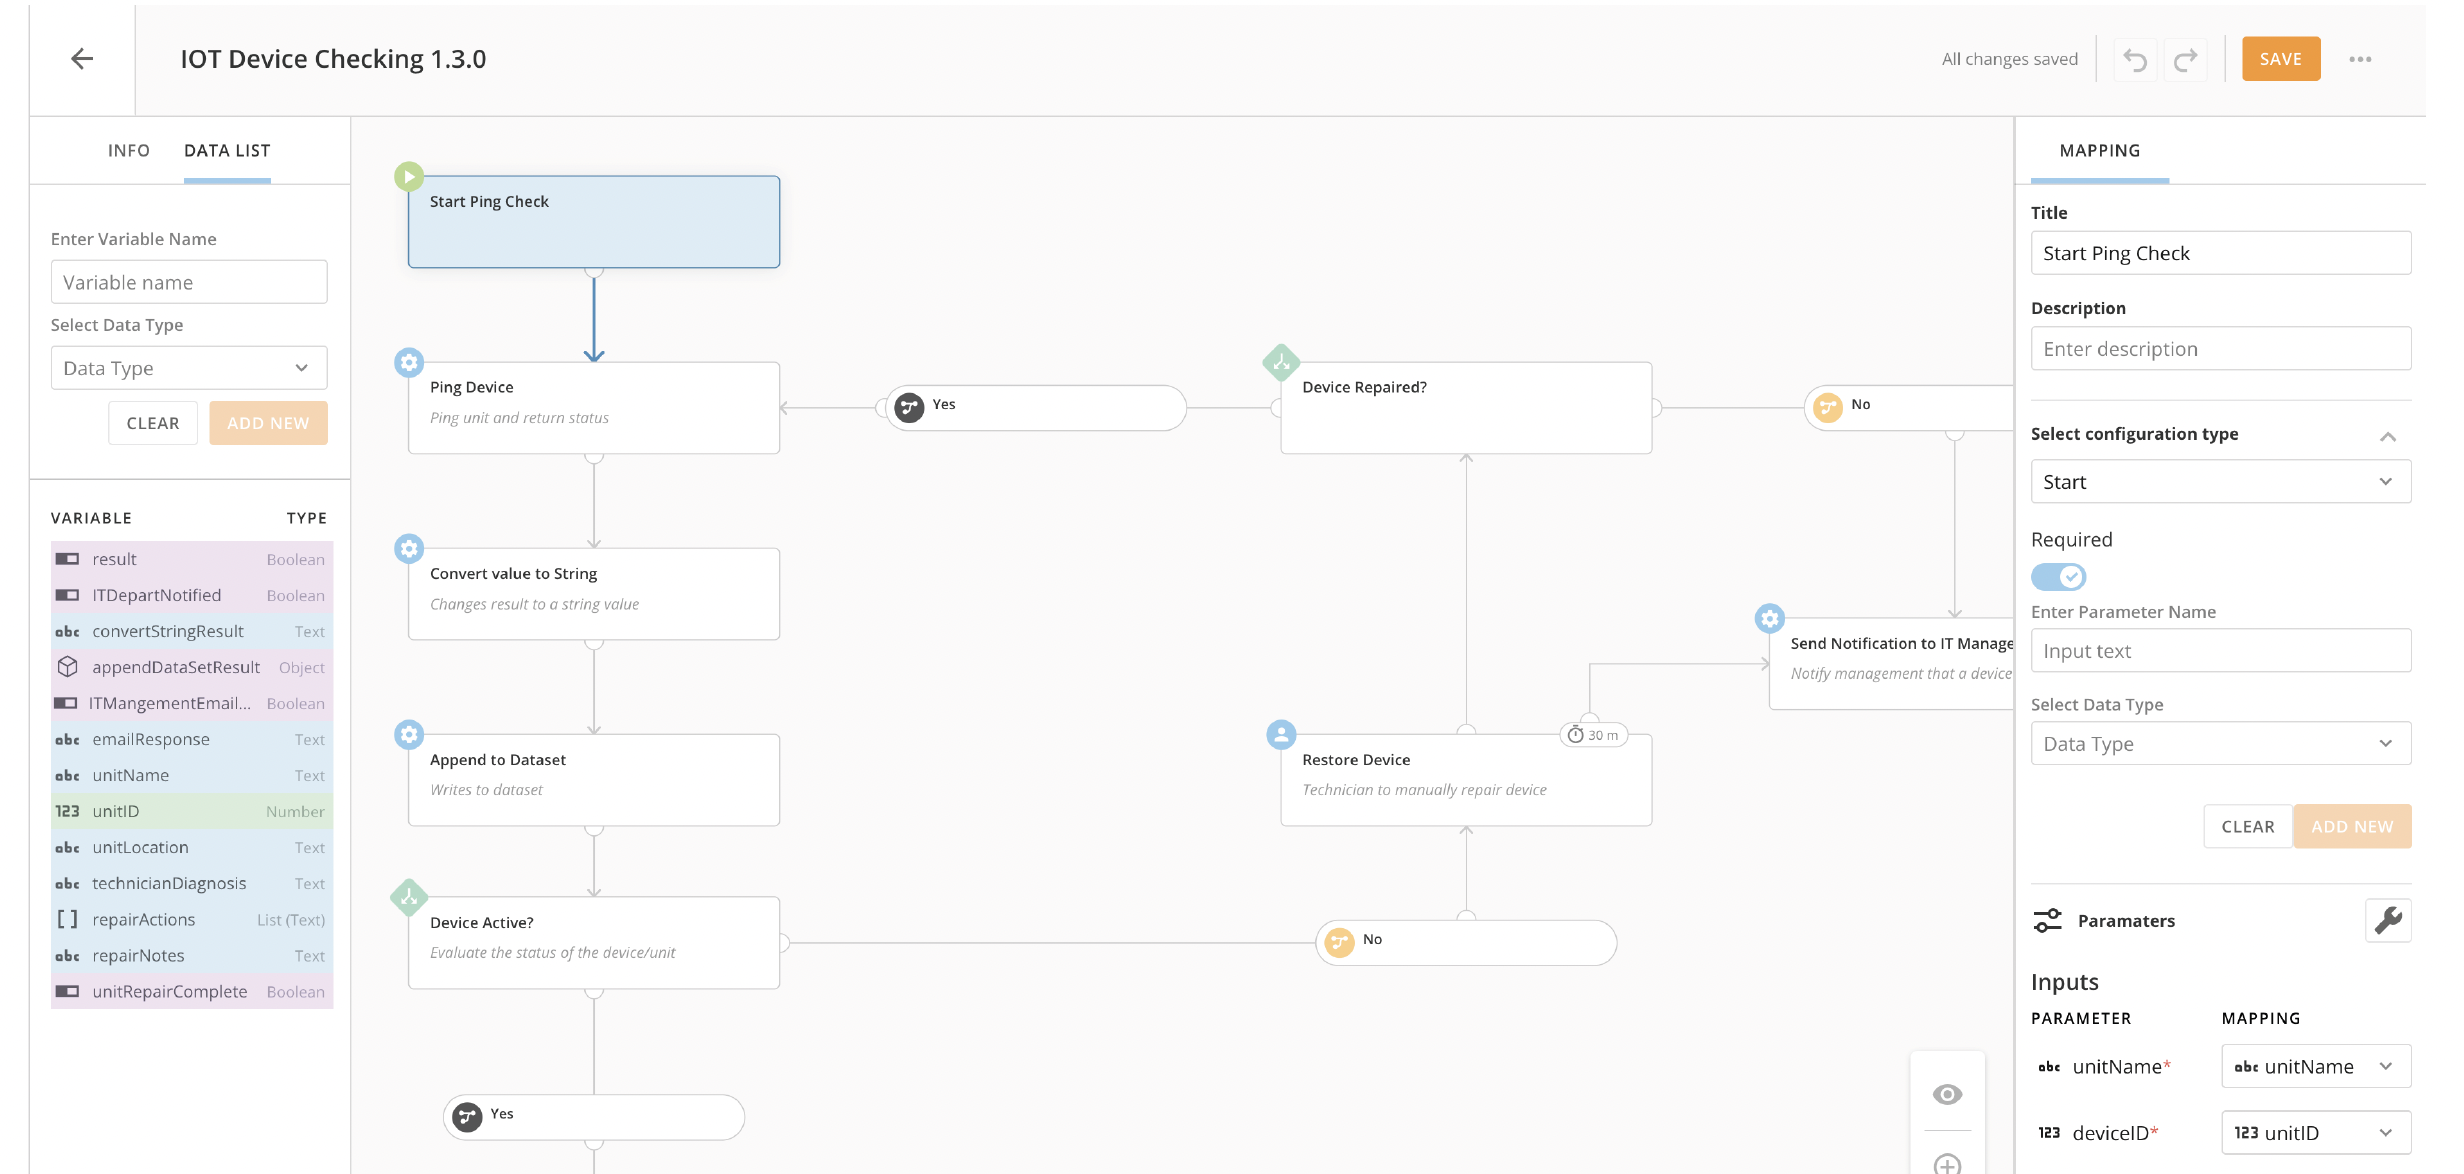 IOT Device Checking 1.3.0
All changes saved
SAVE
INFO
DATA LIST
Enter Variable Name
Variable name
Select Data Type
Data Type
CLEAR
ADD NEW
VARIABLE
TYPE
result Boolean
ITDepartNotified Boolean
abc convertStringResult Text
appendDataSetResult Object
ITMangementEmail... Boolean
abc emailResponse Text
abc unitName Text
123 unitID Number
abc unitLocation Text
abc technicianDiagnosis Text
[ ] repairActions List (Text)
abc repairNotes Text
unitRepairComplete Boolean
Start Ping Check
Ping Device
Ping unit and return status
Yes
Device Repaired?
No
Convert value to String
Changes result to a string value
Send Notification to IT Manage
Notify management that a device
Append to Dataset
Writes to dataset
30 m
Restore Device
Technician to manually repair device
Device Active?
Evaluate the status of the device/unit
No
Yes
MAPPING
Title
Start Ping Check
Description
Enter description
Select configuration type
Start
Required
Enter Parameter Name
Input text
Select Data Type
Data Type
CLEAR
ADD NEW
Paramaters
Inputs
PARAMETER
MAPPING
abc unitName* abc unitName
123 deviceID* 123 unitID